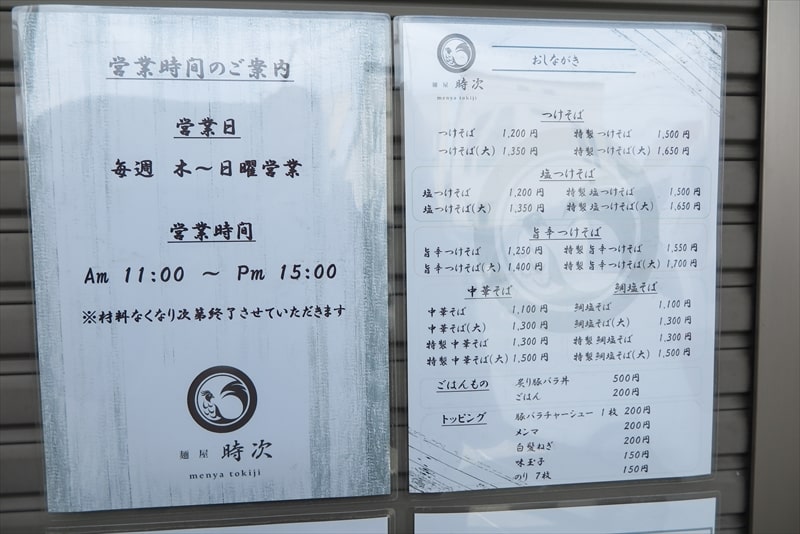 営業時間のご案内
営業日
毎週 木～日曜営業
営業時間
Am 11:00 ～ Pm 15:00
※材料なくなり次第終了させていただきます
麺屋 時次
menya tokiji
麺屋 時次
menya tokiji
おしながき
つけそば
つけそば 1,200円 特製つけそば 1,500円
つけそば(大) 1,350円 特製つけそば(大) 1,650円
塩つけそば
塩つけそば 1,200円 特製塩つけそば 1,500円
塩つけそば(大) 1,350円 特製塩つけそば(大) 1,650円
旨辛つけそば
旨辛つけそば 1,250円 特製旨辛つけそば 1,550円
旨辛つけそば(大) 1,400円 特製旨辛つけそば(大) 1,700円
中華そば 鯛塩そば
中華そば 1,100円 鯛塩そば 1,100円
中華そば(大) 1,300円 鯛塩そば(大) 1,300円
特製中華そば 1,300円 特製鯛塩そば 1,300円
特製中華そば(大) 1,500円 特製鯛塩そば(大) 1,500円
ごはんもの 炙り豚バラ丼 500円
ごはん 200円
トッピング 豚バラチャーシュー 1枚 200円
メンマ 200円
白髪ねぎ 200円
味玉子 150円
のり 7枚 150円